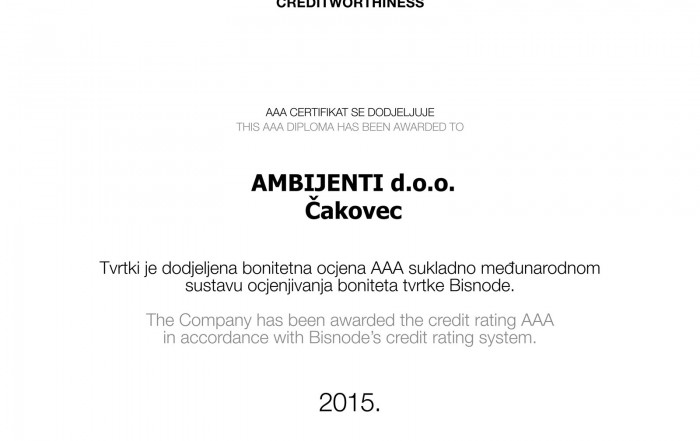 CREDITWORTHINESS
AAA CERTIFIKAT SE DODJELJUJE
THIS AAA DIPLOMA HAS BEEN AWARDED TO
AMBIJENTI d.o.o.
Čakovec
Tvrtki je dodjeljena bonitetna ocjena AAA sukladno međunarodnom
sustavu ocjenjivanja boniteta tvrtke Bisnode.
The Company has been awarded the credit rating AAA
in accordance with Bisnode's credit rating system.
2015.